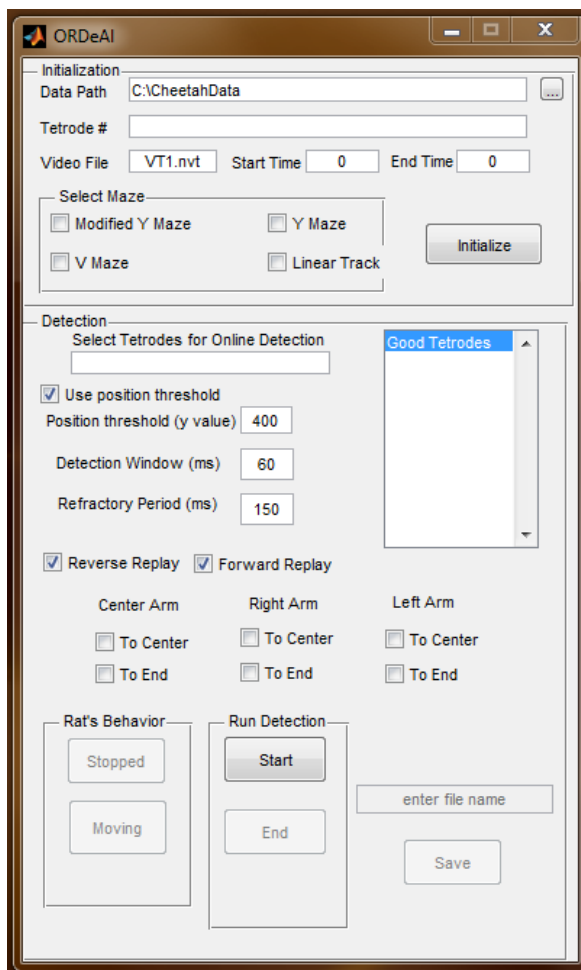 ORDeAl
Initialization
Data Path C:\CheetahData ...
Tetrode #
Video File VT1.nvt Start Time 0 End Time 0
Select Maze
Modified Y Maze Y Maze
V Maze Linear Track
Initialize
Detection
Select Tetrodes for Online Detection
Good Tetrodes
Use position threshold
Position threshold (y value) 400
Detection Window (ms) 60
Refractory Period (ms) 150
Reverse Replay Forward Replay
Center Arm Right Arm Left Arm
To Center To Center To Center
To End To End To End
Rat's Behavior Run Detection
Stopped Start
Moving End
enter file name
Save